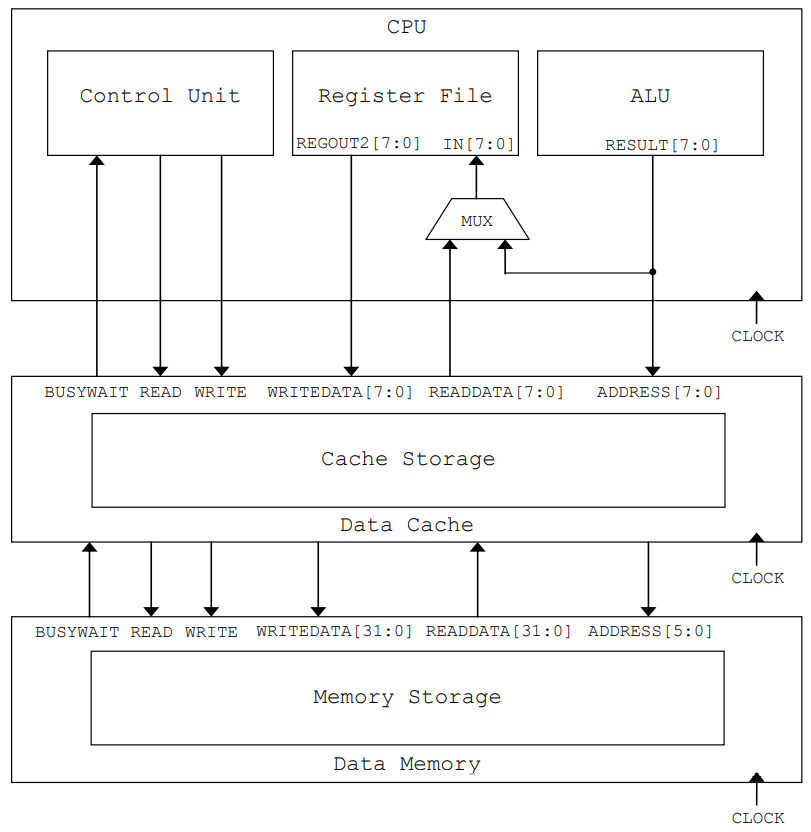 CPU
Control Unit
Register File
ALU
REGOUT2[7:0] IN[7:0]
RESULT[7:0]
MUX
CLOCK
BUSYWAIT READ WRITE WRITEDATA[7:0] READDATA[7:0] ADDRESS[7:0]
Cache Storage
Data Cache
CLOCK
BUSYWAIT READ WRITE WRITEDATA[31:0] READDATA[31:0] ADDRESS[5:0]
Memory Storage
Data Memory
CLOCK